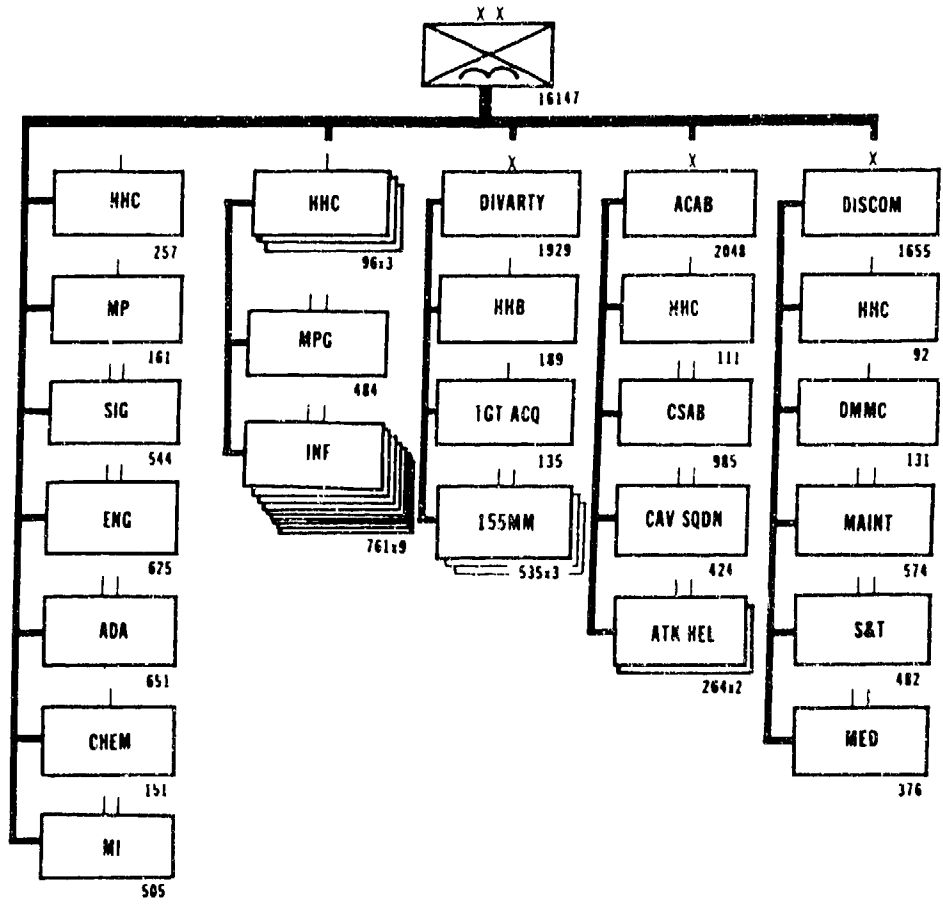 X X
16147
HHC
257
MP
161
SIG
544
ENG
625
ADA
651
CHEM
151
MI
505
HHC
96x3
MPG
484
INF
761x9
X
DIVARTY
1929
HHB
189
TGT ACQ
135
155MM
535x3
X
ACAB
2048
HHC
111
CSAB
985
CAV SQDN
424
ATK HEL
264x2
X
DISCOM
1655
HHC
92
DMMC
131
MAINT
574
S&T
482
MED
376